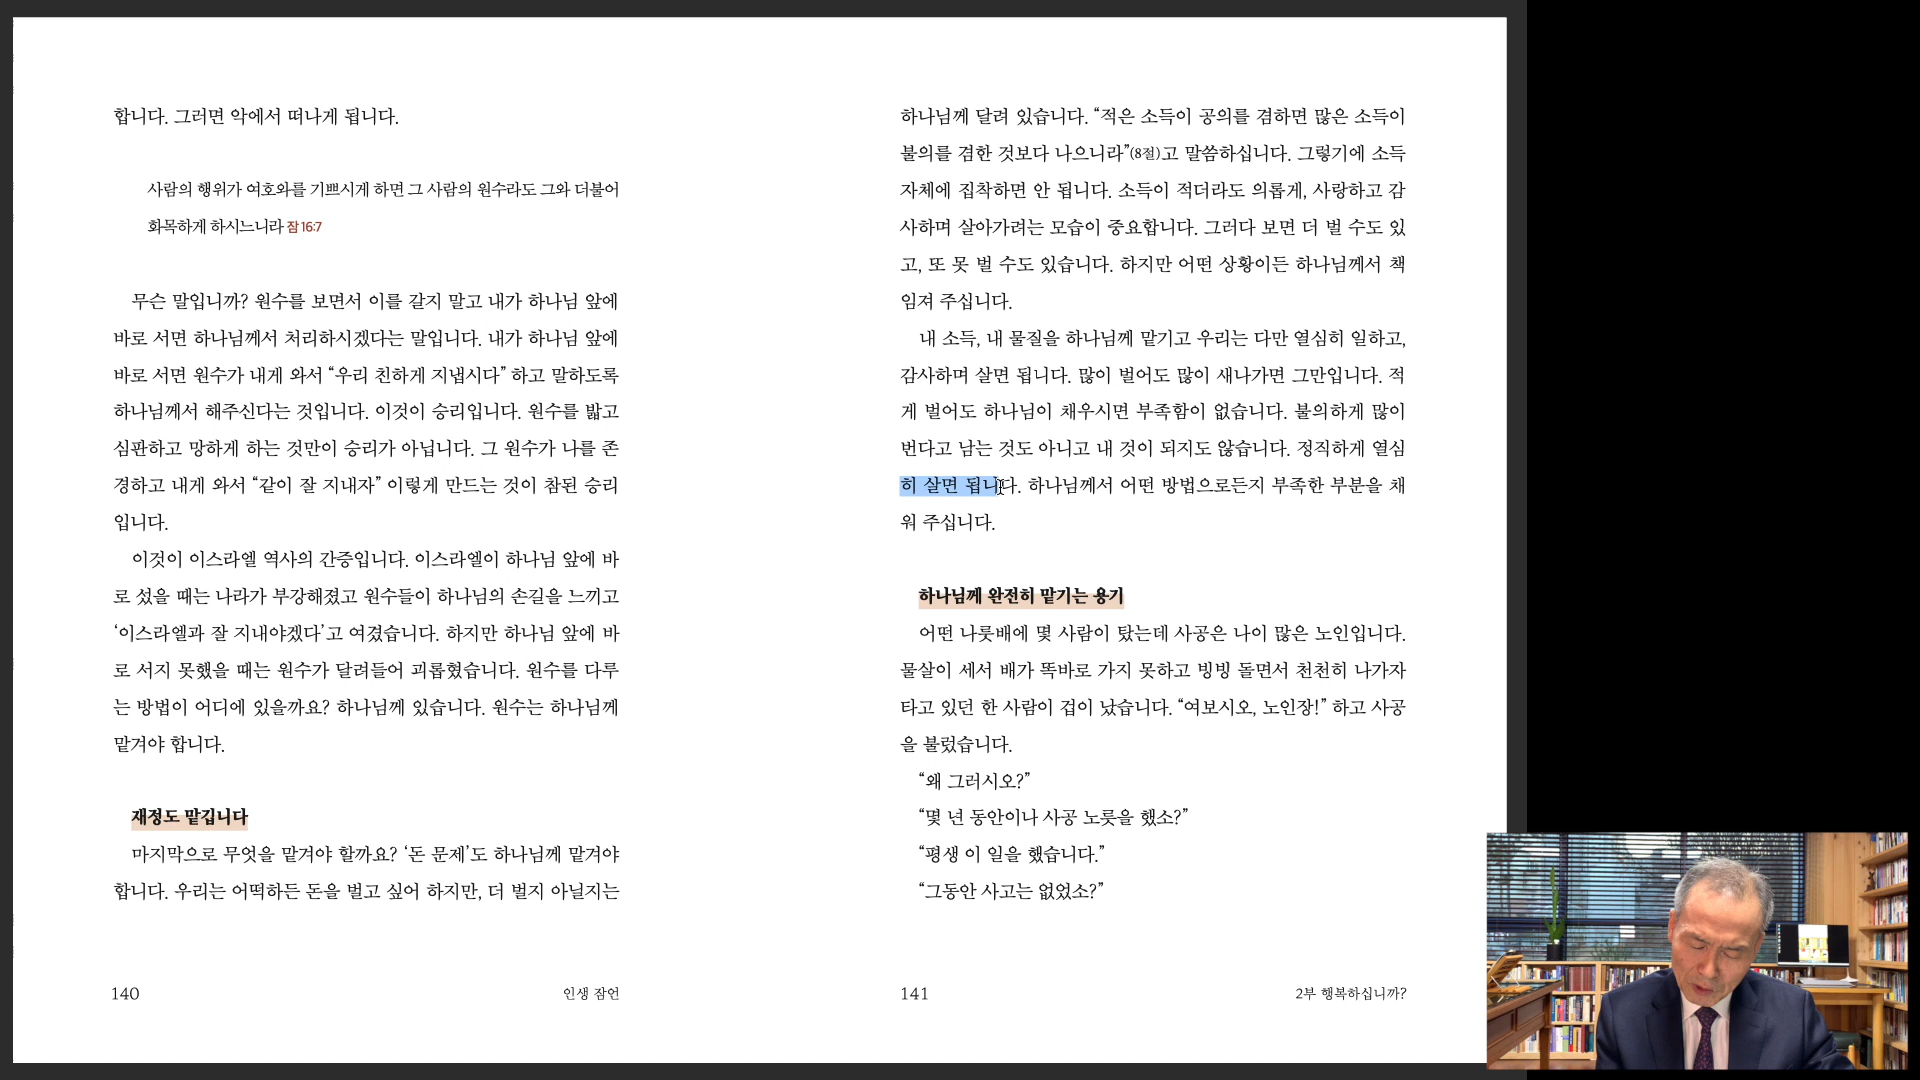 합니다. 그러면 악에서 떠나게 됩니다.
사람의 행위가 여호와를 기쁘시게 하면 그 사람의 원수라도 그와 더불어
화목하게 하시느니라 잠 16:7
무슨 말입니까? 원수를 보면서 이를 갈지 말고 내가 하나님 앞에
바로 서면 하나님께서 처리하시겠다는 말입니다. 내가 하나님 앞에
바로 서면 원수가 내게 와서 “우리 친하게 지냅시다” 하고 말하도록
하나님께서 해주신다는 것입니다. 이것이 승리입니다. 원수를 밟고
심판하고 망하게 하는 것만이 승리가 아닙니다. 그 원수가 나를 존
경하고 내게 와서 “같이 잘 지내자” 이렇게 만드는 것이 참된 승리
입니다.
이것이 이스라엘 역사의 간증입니다. 이스라엘이 하나님 앞에 바
로 섰을 때는 나라가 부강해졌고 원수들이 하나님의 손길을 느끼고
‘이스라엘과 잘 지내야겠다’고 여겼습니다. 하지만 하나님 앞에 바
로 서지 못했을 때는 원수가 달려들어 괴롭혔습니다. 원수를 다루
는 방법이 어디에 있을까요? 하나님께 있습니다. 원수는 하나님께
맡겨야 합니다.
재정도 맡깁니다
마지막으로 무엇을 맡겨야 할까요? ‘돈 문제’도 하나님께 맡겨야
합니다. 우리는 어떡하든 돈을 벌고 싶어 하지만, 더 벌지 아닐지는
140
인생 잠언
하나님께 달려 있습니다. “적은 소득이 공의를 겸하면 많은 소득이
불의를 겸한 것보다 나으니라”(8절)고 말씀하십니다. 그렇기에 소득
자체에 집착하면 안 됩니다. 소득이 적더라도 의롭게, 사랑하고 감
사하며 살아가려는 모습이 중요합니다. 그러다 보면 더 벌 수도 있
고, 또 못 벌 수도 있습니다. 하지만 어떤 상황이든 하나님께서 책
임져 주십니다.
내 소득, 내 물질을 하나님께 맡기고 우리는 다만 열심히 일하고,
감사하며 살면 됩니다. 많이 벌어도 많이 새나가면 그만입니다. 적
게 벌어도 하나님이 채우시면 부족함이 없습니다. 불의하게 많이
번다고 남는 것도 아니고 내 것이 되지도 않습니다. 정직하게 열심
히 살면 됩니다. 하나님께서 어떤 방법으로든지 부족한 부분을 채
워 주십니다.
하나님께 완전히 맡기는 용기
어떤 나룻배에 몇 사람이 탔는데 사공은 나이 많은 노인입니다.
물살이 세서 배가 똑바로 가지 못하고 빙빙 돌면서 천천히 나가자
타고 있던 한 사람이 겁이 났습니다. “여보시오, 노인장!” 하고 사공
을 불렀습니다.
“왜 그러시오?”
“몇 년 동안이나 사공 노릇을 했소?”
“평생 이 일을 했습니다.”
“그동안 사고는 없었소?”
141
2부 행복하십니까?